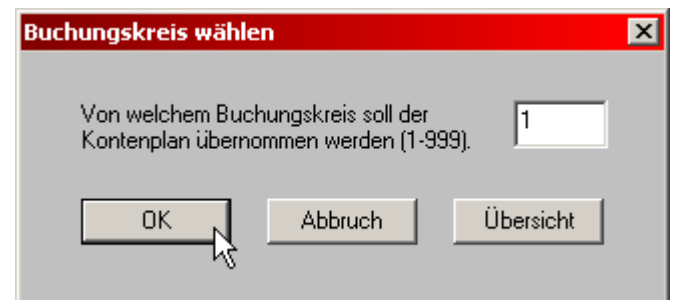 Buchungskreis wählen
Von welchem Buchungskreis soll der
Kontenplan übernommen werden (1-999).
1
OK
Abbruch
Übersicht